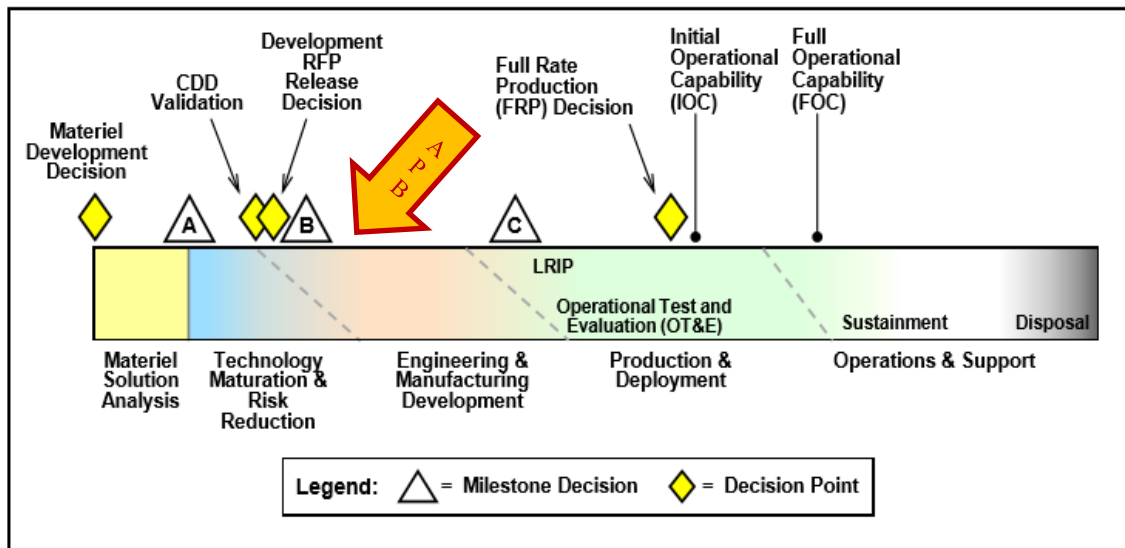 Materiel
Development
Decision
CDD
Validation
Development
RFP
Release
Decision
A
P
B
Full Rate
Production
(FRP) Decision
Initial
Operational
Capability
(IOC)
Full
Operational
Capability
(FOC)
A
B
C
LRIP
Operational Test and
Evaluation (OT&E)
Sustainment
Disposal
Materiel
Solution
Analysis
Technology
Maturation &
Risk
Reduction
Engineering &
Manufacturing
Development
Production &
Deployment
Operations & Support
Legend: = Milestone Decision = Decision Point